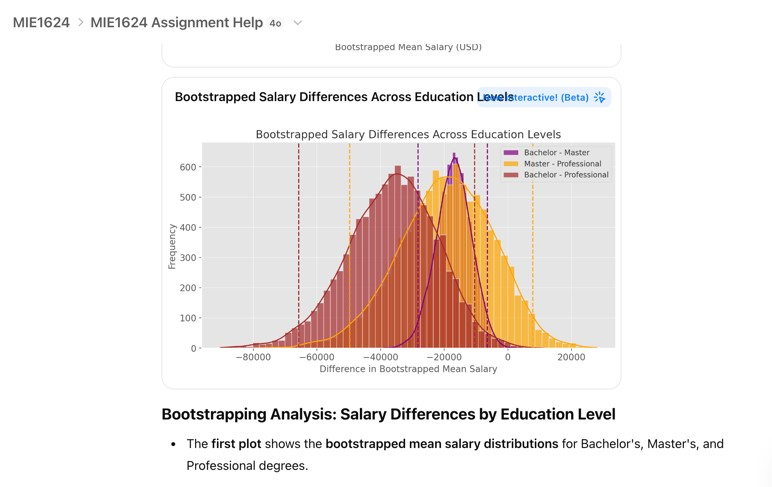 MIE1624 > MIE1624 Assignment Help 4o
Bootstrapped Mean Salary (USD)
Bootstrapped Salary Differences Across Education Levels
nteractive! (Beta)
Bootstrapped Salary Differences Across Education Levels
Bachelor - Master
Master - Professional
Bachelor - Professional
Frequency
600
500
400
300
200
100
0
−80000 −60000 −40000 −20000 0 20000
Difference in Bootstrapped Mean Salary
Bootstrapping Analysis: Salary Differences by Education Level
• The first plot shows the bootstrapped mean salary distributions for Bachelor's, Master's, and
Professional degrees.